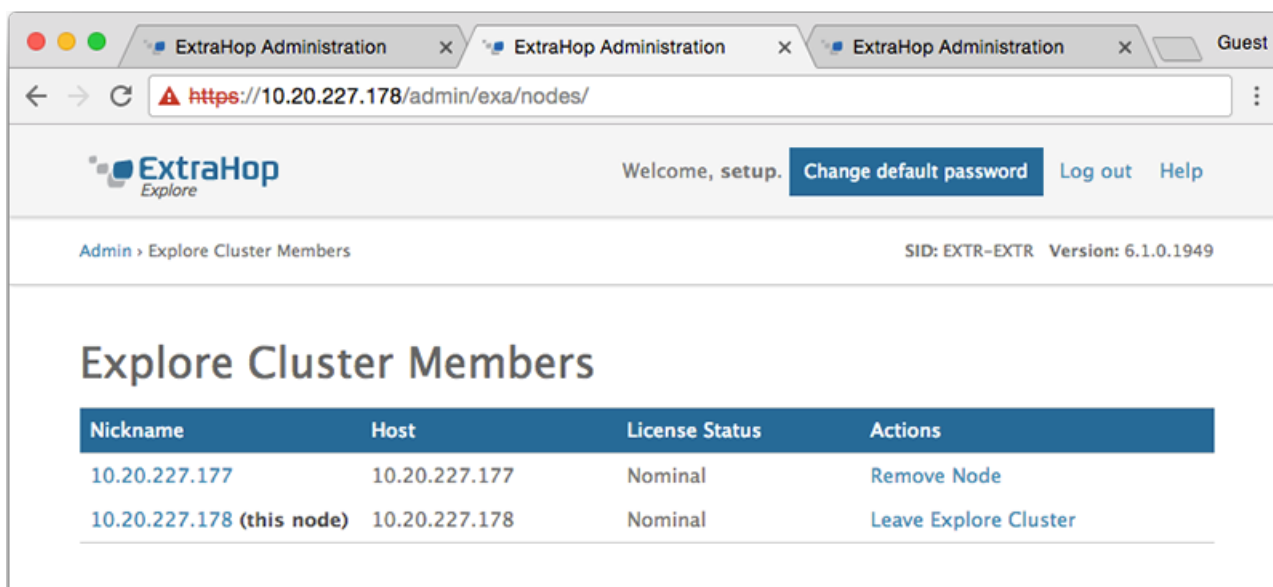 ExtraHop Administration × ExtraHop Administration × ExtraHop Administration × Guest
https://10.20.227.178/admin/exa/nodes/
ExtraHop
Explore
Welcome, setup. Change default password Log out Help
Admin › Explore Cluster Members SID: EXTR-EXTR Version: 6.1.0.1949
Explore Cluster Members
Nickname Host License Status Actions
10.20.227.177 10.20.227.177 Nominal Remove Node
10.20.227.178 (this node) 10.20.227.178 Nominal Leave Explore Cluster